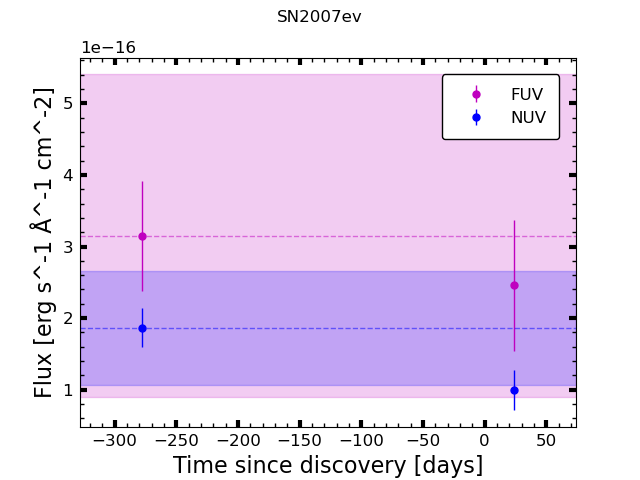 SN2007ev
1e−16
FUV
NUV
5
4
3
2
1
Flux [erg s^-1 Å^-1 cm^-2]
−300 −250 −200 −150 −100 −50 0 50
Time since discovery [days]